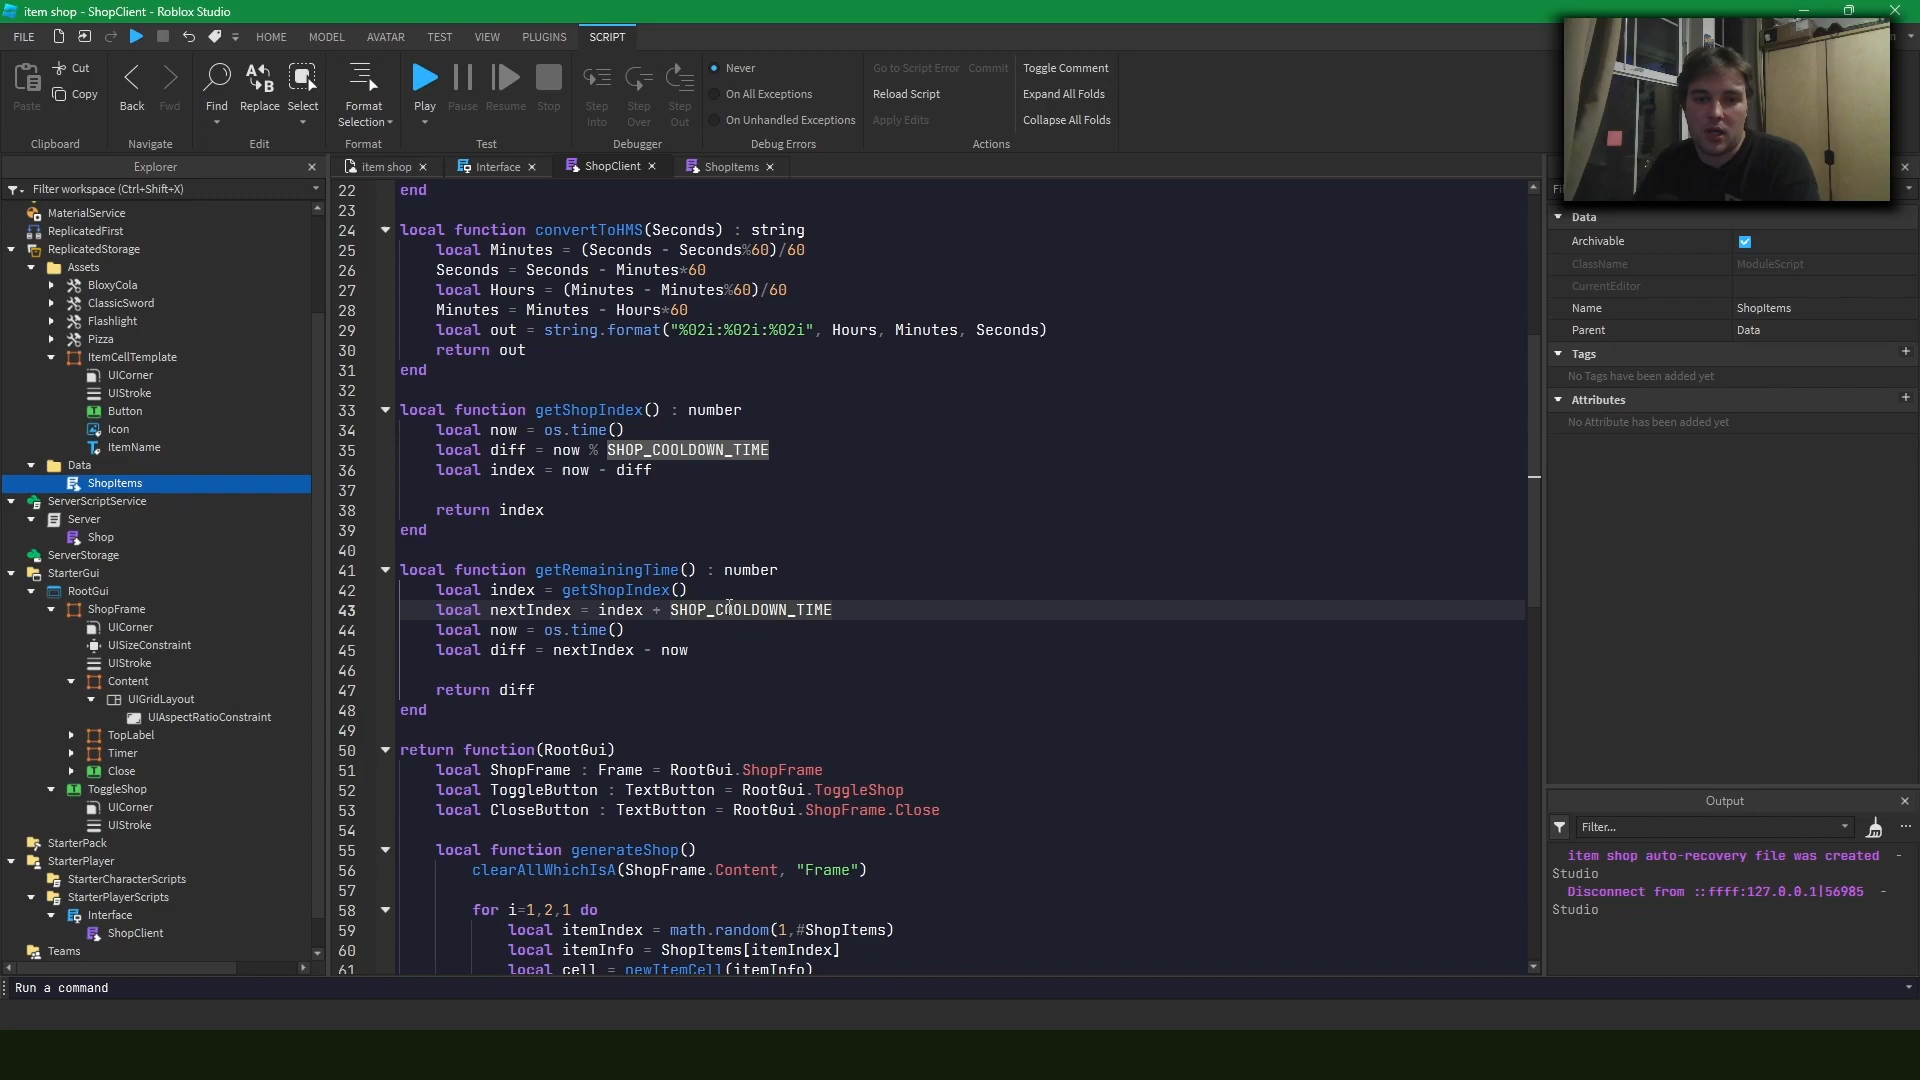 item shop - ShopClient - Roblox Studio
FILE
HOME
MODEL
AVATAR
TEST
VIEW
PLUGINS
SCRIPT
Paste
Cut
Copy
Clipboard
Back
Fwd
Navigate
Find
Replace
Select
Edit
Format
Selection
Format
Play
Pause
Resume
Stop
Test
Step
Into
Step
Over
Step
Out
Debugger
Never
On All Exceptions
On Unhandled Exceptions
Debug Errors
Go to Script Error
Commit
Reload Script
Apply Edits
Toggle Comment
Expand All Folds
Collapse All Folds
Actions
Explorer
item shop
Interface
ShopClient
ShopItems
Filter workspace (Ctrl+Shift+X)
MaterialService
ReplicatedFirst
ReplicatedStorage
Assets
BloxyCola
ClassicSword
Flashlight
Pizza
ItemCellTemplate
UICorner
UIStroke
Button
Icon
ItemName
Data
ShopItems
ServerScriptService
Server
Shop
ServerStorage
StarterGui
RootGui
ShopFrame
UICorner
UISizeConstraint
UIStroke
Content
UIGridLayout
UIAspectRatioConstraint
TopLabel
Timer
Close
ToggleShop
UICorner
UIStroke
StarterPack
StarterPlayer
StarterCharacterScripts
StarterPlayerScripts
Interface
ShopClient
Teams
22 end
23
24 local function convertToHMS(Seconds) : string
25 local Minutes = (Seconds - Seconds%60)/60
26 Seconds = Seconds - Minutes*60
27 local Hours = (Minutes - Minutes%60)/60
28 Minutes = Minutes - Hours*60
29 local out = string.format("%02i:%02i:%02i", Hours, Minutes, Seconds)
30 return out
31 end
32
33 local function getShopIndex() : number
34 local now = os.time()
35 local diff = now % SHOP_COOLDOWN_TIME
36 local index = now - diff
37
38 return index
39 end
40
41 local function getRemainingTime() : number
42 local index = getShopIndex()
43 local nextIndex = index + SHOP_COOLDOWN_TIME
44 local now = os.time()
45 local diff = nextIndex - now
46
47 return diff
48 end
49
50 return function(RootGui)
51 local ShopFrame : Frame = RootGui.ShopFrame
52 local ToggleButton : TextButton = RootGui.ToggleShop
53 local CloseButton : TextButton = RootGui.ShopFrame.Close
54
55 local function generateShop()
56 clearAllWhichIsA(ShopFrame.Content, "Frame")
57
58 for i=1,2,1 do
59 local itemIndex = math.random(1,#ShopItems)
60 local itemInfo = ShopItems[itemIndex]
61 local cell = newItemCell(itemInfo)
Data
Archivable
ClassName ModuleScript
CurrentEditor
Name ShopItems
Parent Data
Tags
No Tags have been added yet
Attributes
No Attribute has been added yet
Output
Filter...
item shop auto-recovery file was created -
Studio
Disconnect from ::ffff:127.0.0.1|56985 -
Studio
Run a command